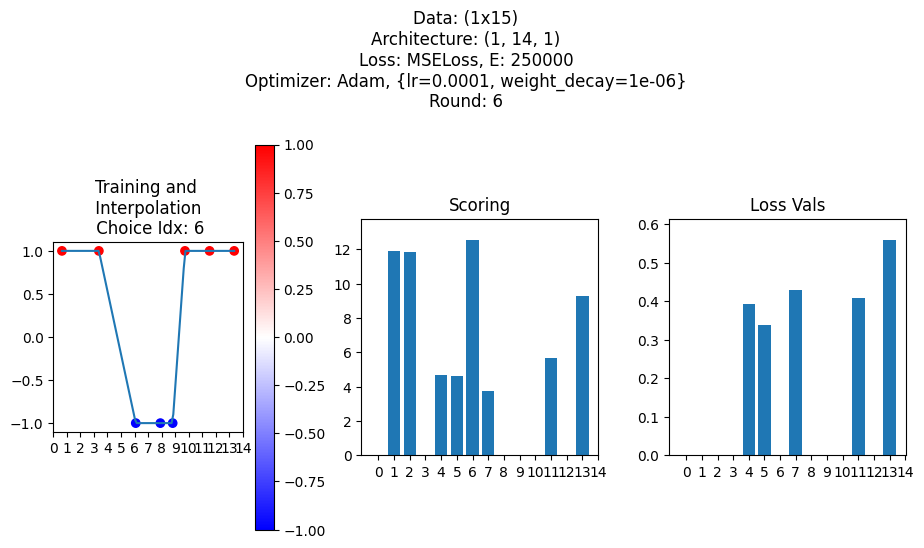 Data: (1x15)
Architecture: (1, 14, 1)
Loss: MSELoss, E: 250000
Optimizer: Adam, {lr=0.0001, weight_decay=1e-06}
Round: 6
Training and
Interpolation
Choice Idx: 6
1.0
0.5
0.0
−0.5
−1.0
0 1 2 3 4 5 6 7 8 9 10 11 12 13 14
1.00
0.75
0.50
0.25
0.00
−0.25
−0.50
−0.75
−1.00
Scoring
12
10
8
6
4
2
0
0 1 2 3 4 5 6 7 8 9 10 11 12 13 14
Loss Vals
0.6
0.5
0.4
0.3
0.2
0.1
0.0
0 1 2 3 4 5 6 7 8 9 10 11 12 13 14